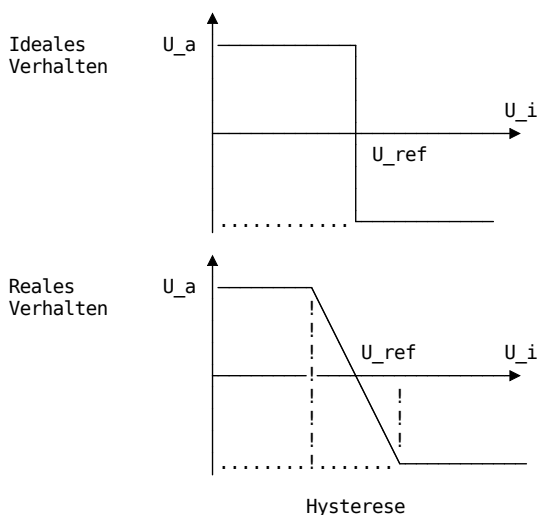 Ideales U_a
Verhalten
U_i
U_ref
Reales U_a
Verhalten
U_ref U_i
Hysterese